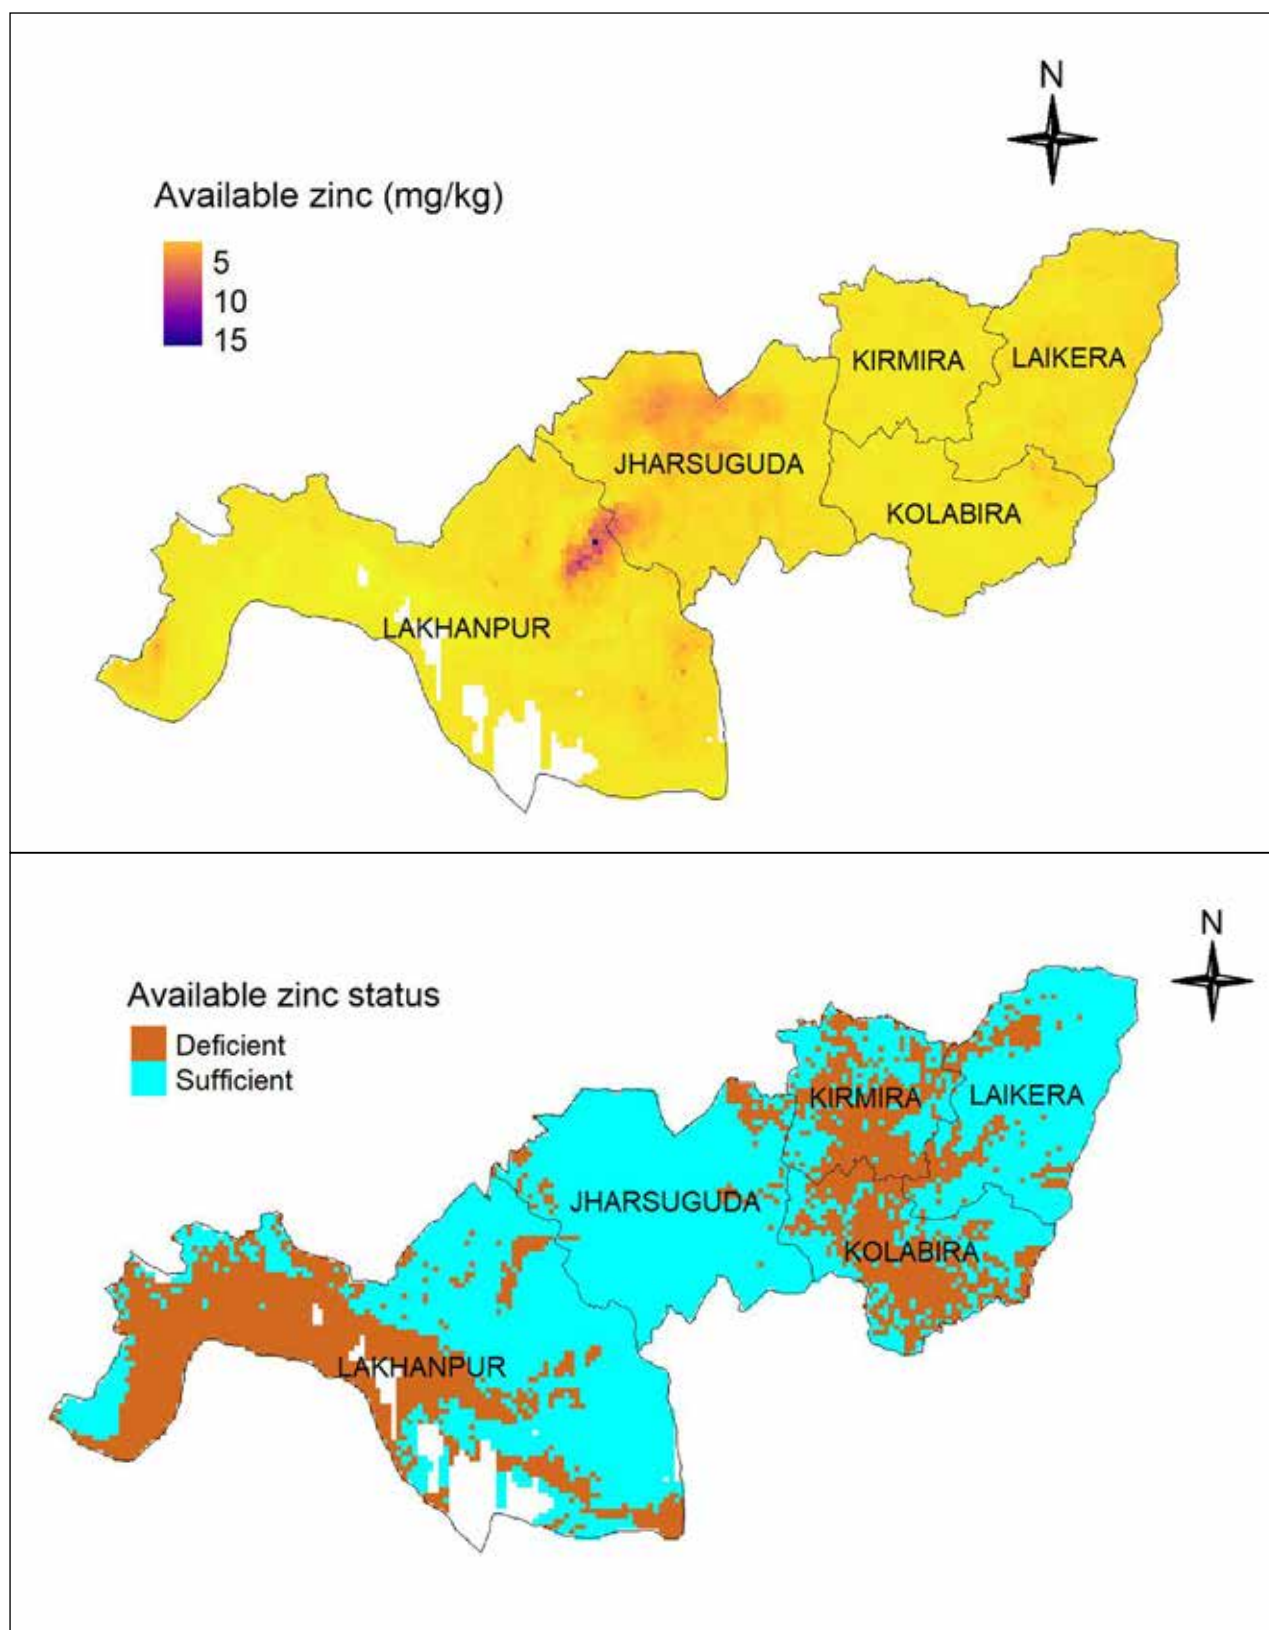 N
Available zinc (mg/kg)
5
10
15
KIRMIRA
LAIKERA
JHARSUGUDA
KOLABIRA
LAKHANPUR
N
Available zinc status
Deficient
Sufficient
KIRMIRA
LAIKERA
JHARSUGUDA
KOLABIRA
LAKHANPUR